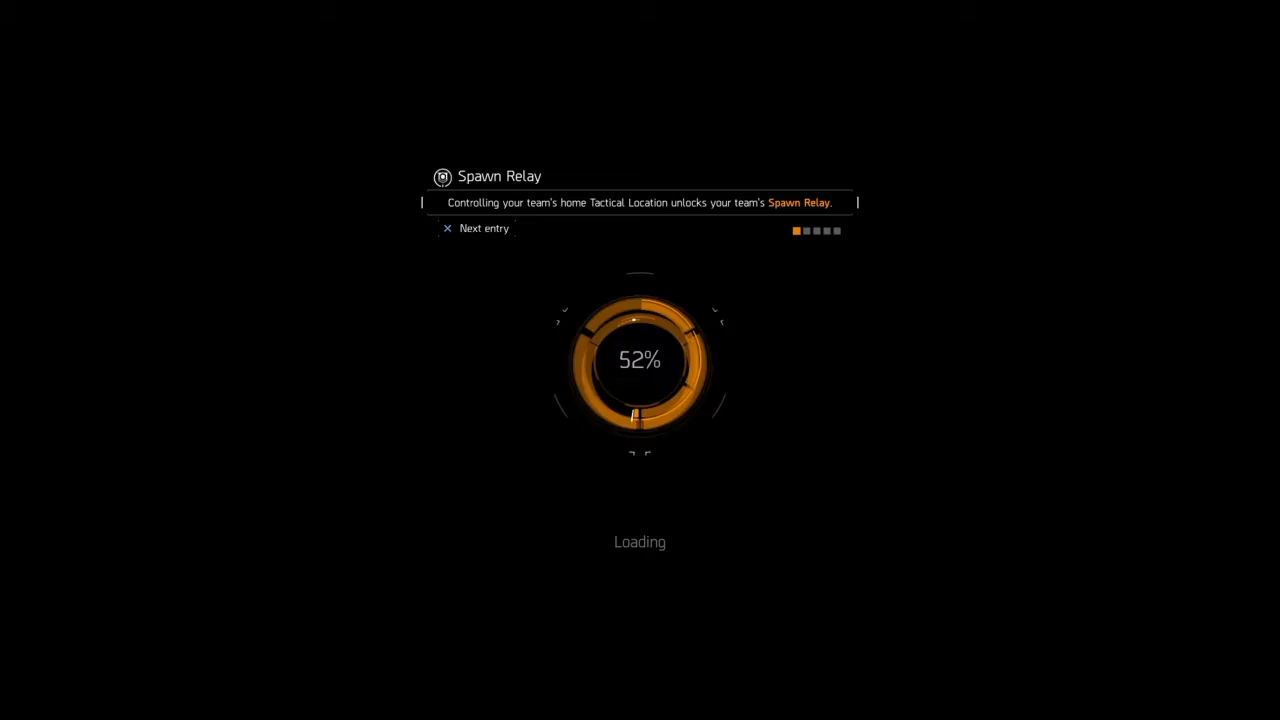 Spawn Relay
Controlling your team's home Tactical Location unlocks your team's Spawn Relay.
Next entry
52%
Loading